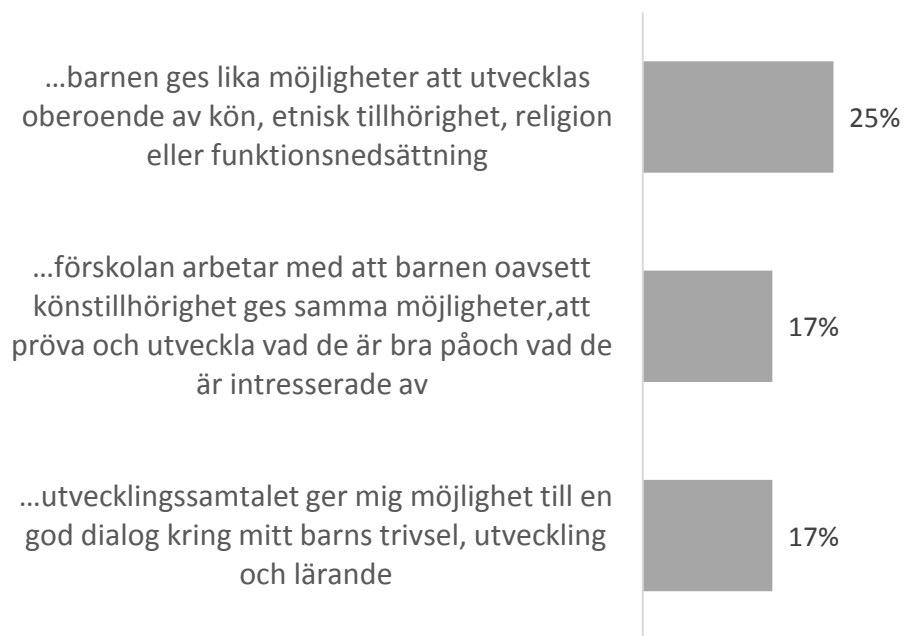 ...barnen ges lika möjligheter att utvecklas
oberoende av kön, etnisk tillhörighet, religion
eller funktionsnedsättning
25%
...förskolan arbetar med att barnen oavsett
könstillhörighet ges samma möjligheter,att
pröva och utveckla vad de är bra påoch vad de
är intresserade av
17%
...utvecklingssamtalet ger mig möjlighet till en
god dialog kring mitt barns trivsel, utveckling
och lärande
17%